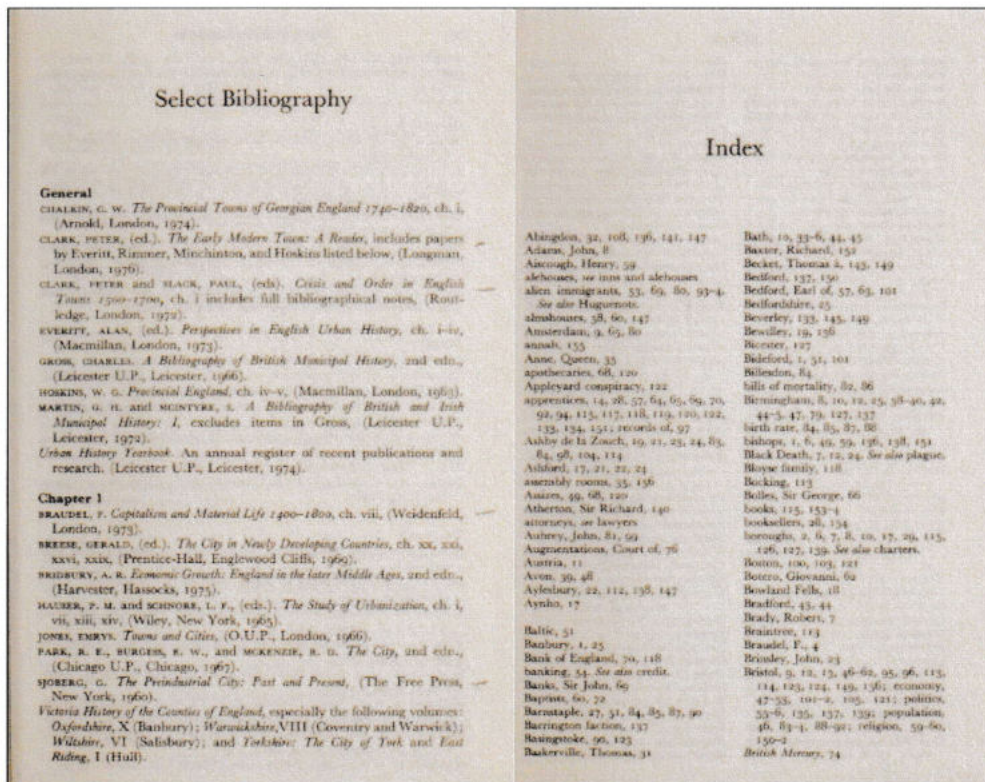 Select Bibliography
General
CHALKIN, C. W. The Provincial Towns of Georgian England 1740–1820, ch. i,
(Arnold, London, 1974).
CLARK, PETER, (ed.). The Early Modern Town: A Reader, includes papers
by Everitt, Rimmer, Minchinton, and Hoskins listed below, (Longman,
London, 1976).
CLARK, PETER and SLACK, PAUL, (eds). Crisis and Order in English
Towns 1500–1700, ch. i includes full bibliographical notes, (Rout-
ledge, London, 1972).
EVERITT, ALAN, (ed.). Perspectives in English Urban History, ch. i–iv,
(Macmillan, London, 1973).
GROSS, CHARLES. A Bibliography of British Municipal History, 2nd edn.,
(Leicester U.P., Leicester, 1966).
HOSKINS, W. G. Provincial England, ch. iv–v, (Macmillan, London, 1963).
MARTIN, G. H. and MCINTYRE, S. A Bibliography of British and Irish
Municipal History: I, excludes items in Gross, (Leicester U.P.,
Leicester, 1972).
Urban History Yearbook. An annual register of recent publications and
research. (Leicester U.P., Leicester, 1974).
Chapter 1
BRAUDEL, F. Capitalism and Material Life 1400–1800, ch. viii, (Weidenfeld,
London, 1973).
BREESE, GERALD, (ed.). The City in Newly Developing Countries, ch. xx, xxi,
xxvi, xxix, (Prentice-Hall, Englewood Cliffs, 1969).
BRIDBURY, A. R. Economic Growth: England in the later Middle Ages, 2nd edn.,
(Harvester, Hassocks, 1975).
HAUSER, P. M. and SCHNORE, L. F., (eds.). The Study of Urbanization, ch. i,
vii, xiii, xiv, (Wiley, New York, 1965).
JONES, EMRYS. Towns and Cities, (O.U.P., London, 1966).
PARK, R. E., BURGESS, E. W., and MCKENZIE, R. D. The City, 2nd edn.,
(Chicago U.P., Chicago, 1967).
SJOBERG, G. The Preindustrial City: Past and Present, (The Free Press,
New York, 1960).
Victoria History of the Counties of England, especially the following volumes:
Oxfordshire, X (Banbury); Warwickshire, VIII (Coventry and Warwick);
Wiltshire, VI (Salisbury); and Yorkshire: The City of York and East
Riding, I (Hull).
Index
Abingdon, 32, 108, 136, 141, 147
Adams, John, 8
Aiscough, Henry, 59
alehouses, see inns and alehouses
alien immigrants, 53, 69, 80, 93–4.
See also Huguenots.
almshouses, 58, 60, 147
Amsterdam, 9, 65, 80
annals, 155
Anne, Queen, 35
apothecaries, 68, 120
Appleyard conspiracy, 122
apprentices, 14, 28, 57, 64, 65, 69, 70,
92, 94, 113, 117, 118, 119, 120, 122,
133, 134, 151; records of, 97
Ashby de la Zouch, 19, 21, 23, 24, 83,
84, 98, 104, 114
Ashford, 17, 21, 22, 24
assembly rooms, 35, 156
Assizes, 49, 68, 120
Atherton, Sir Richard, 140
attorneys, see lawyers
Aubrey, John, 81, 99
Augmentations, Court of, 76
Austria, 11
Avon, 39, 48
Aylesbury, 22, 112, 138, 147
Aynho, 17
Baltic, 51
Banbury, 1, 25
Bank of England, 70, 118
banking, 54. See also credit.
Banks, Sir John, 69
Baptists, 60, 72
Barnstaple, 27, 51, 84, 85, 87, 90
Barrington faction, 137
Basingstoke, 90, 123
Baskerville, Thomas, 31
Bath, 10, 33–6, 44, 45
Baxter, Richard, 152
Becket, Thomas à, 145, 149
Bedford, 137, 150
Bedford, Earl of, 57, 63, 101
Bedfordshire, 25
Beverley, 133, 145, 149
Bewdley, 19, 136
Bicester, 127
Bideford, 1, 51, 101
Billesdon, 84
bills of mortality, 82, 86
Birmingham, 8, 10, 12, 25, 38–40, 42,
44–5, 47, 79, 127, 137
birth rate, 84, 85, 87, 88
bishops, 1, 6, 49, 59, 136, 138, 151
Black Death, 7, 12, 24. See also plague.
Bloyse family, 118
Bocking, 113
Bolles, Sir George, 66
books, 115, 153–4
booksellers, 28, 154
boroughs, 2, 6, 7, 8, 10, 17, 29, 115,
126, 127, 139. See also charters.
Boston, 100, 103, 121
Botero, Giovanni, 62
Bowland Fells, 18
Bradford, 43, 44
Brady, Robert, 7
Braintree, 113
Braudel, F., 4
Brinsley, John, 23
Bristol, 9, 12, 13, 46–62, 95, 96, 113,
114, 123, 124, 149, 156; economy,
47–53, 101–2, 105, 121; politics,
55–6, 135, 137, 139; population,
46, 83–4, 88–92; religion, 59–60,
150–2
British Mercury, 74